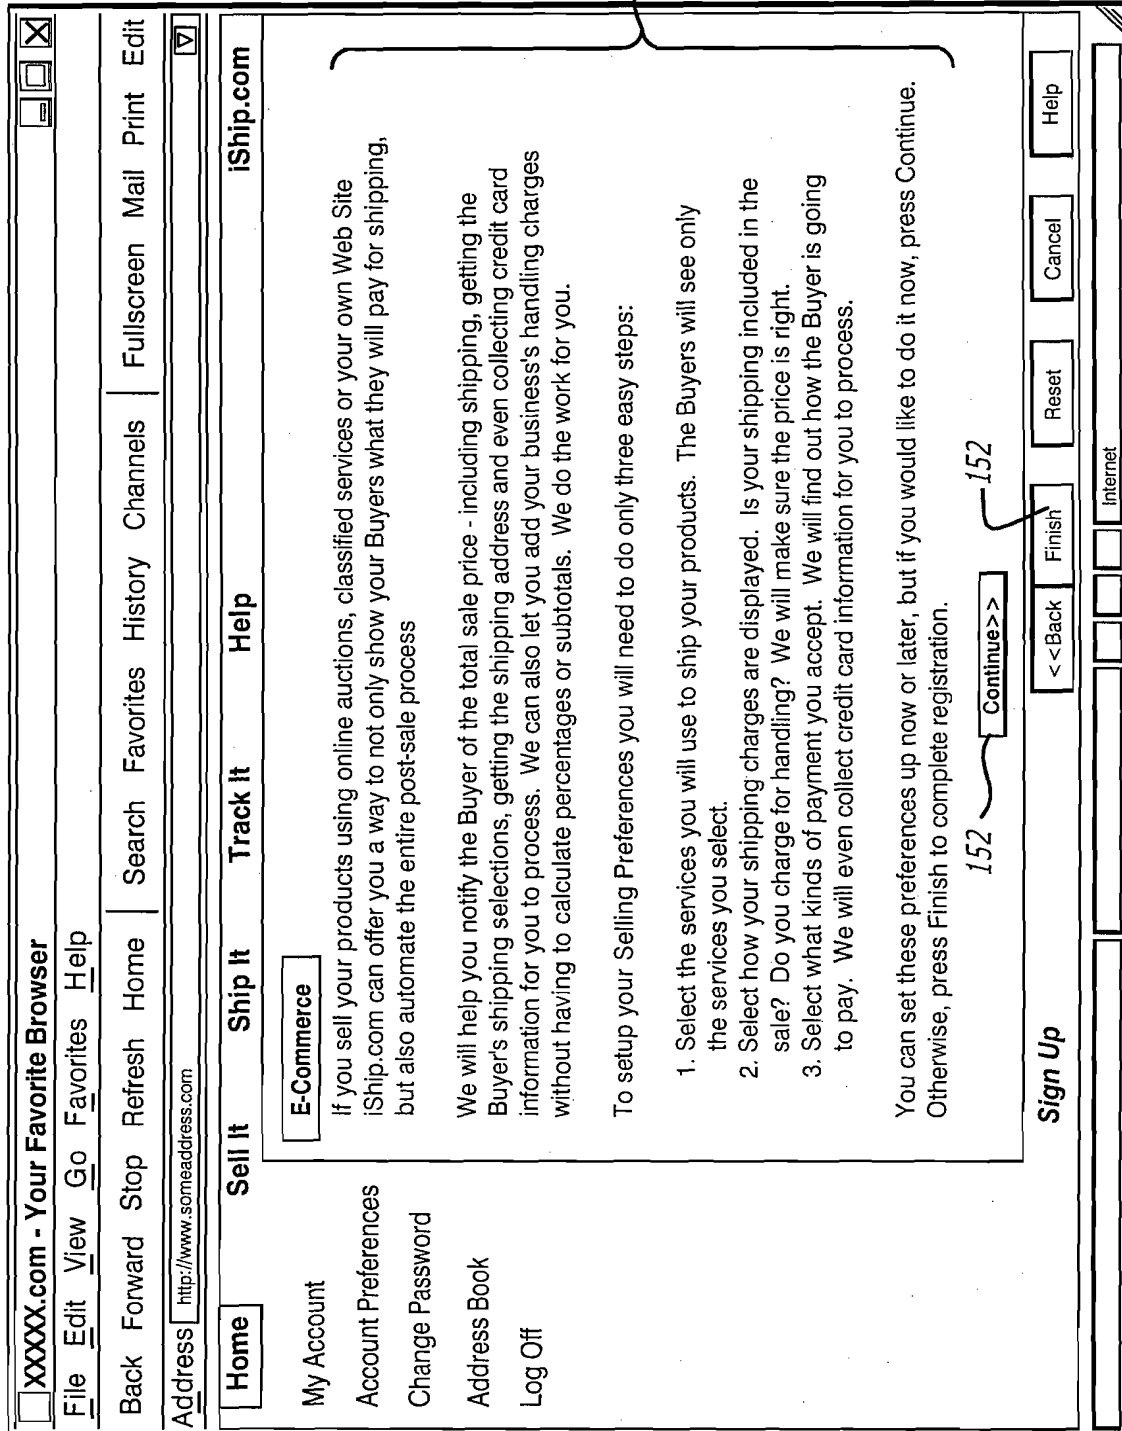 XXXXX.com - Your Favorite Browser
File Edit View Go Favorites Help
Back Forward Stop Refresh Home Search Favorites History Channels Fullscreen Mail Print Edit
Address http://www.someaddress.com
Home Sell It Ship It Track It Help iShip.com
My Account
Account Preferences
Change Password
Address Book
Log Off
E-Commerce
If you sell your products using online auctions, classified services or your own Web Site
iShip.com can offer you a way to not only show your Buyers what they will pay for shipping,
but also automate the entire post-sale process
We will help you notify the Buyer of the total sale price - including shipping, getting the
Buyer's shipping selections, getting the shipping address and even collecting credit card
information for you to process. We can also let you add your business's handling charges
without having to calculate percentages or subtotals. We do the work for you.
To setup your Selling Preferences you will need to do only three easy steps:
1. Select the services you will use to ship your products. The Buyers will see only
the services you select.
2. Select how your shipping charges are displayed. Is your shipping included in the
sale? Do you charge for handling? We will make sure the price is right.
3. Select what kinds of payment you accept. We will find out how the Buyer is going
to pay. We will even collect credit card information for you to process.
You can set these preferences up now or later, but if you would like to do it now, press Continue.
Otherwise, press Finish to complete registration.
152 Continue>> 152
Sign Up <<Back Finish Reset Cancel Help
Internet